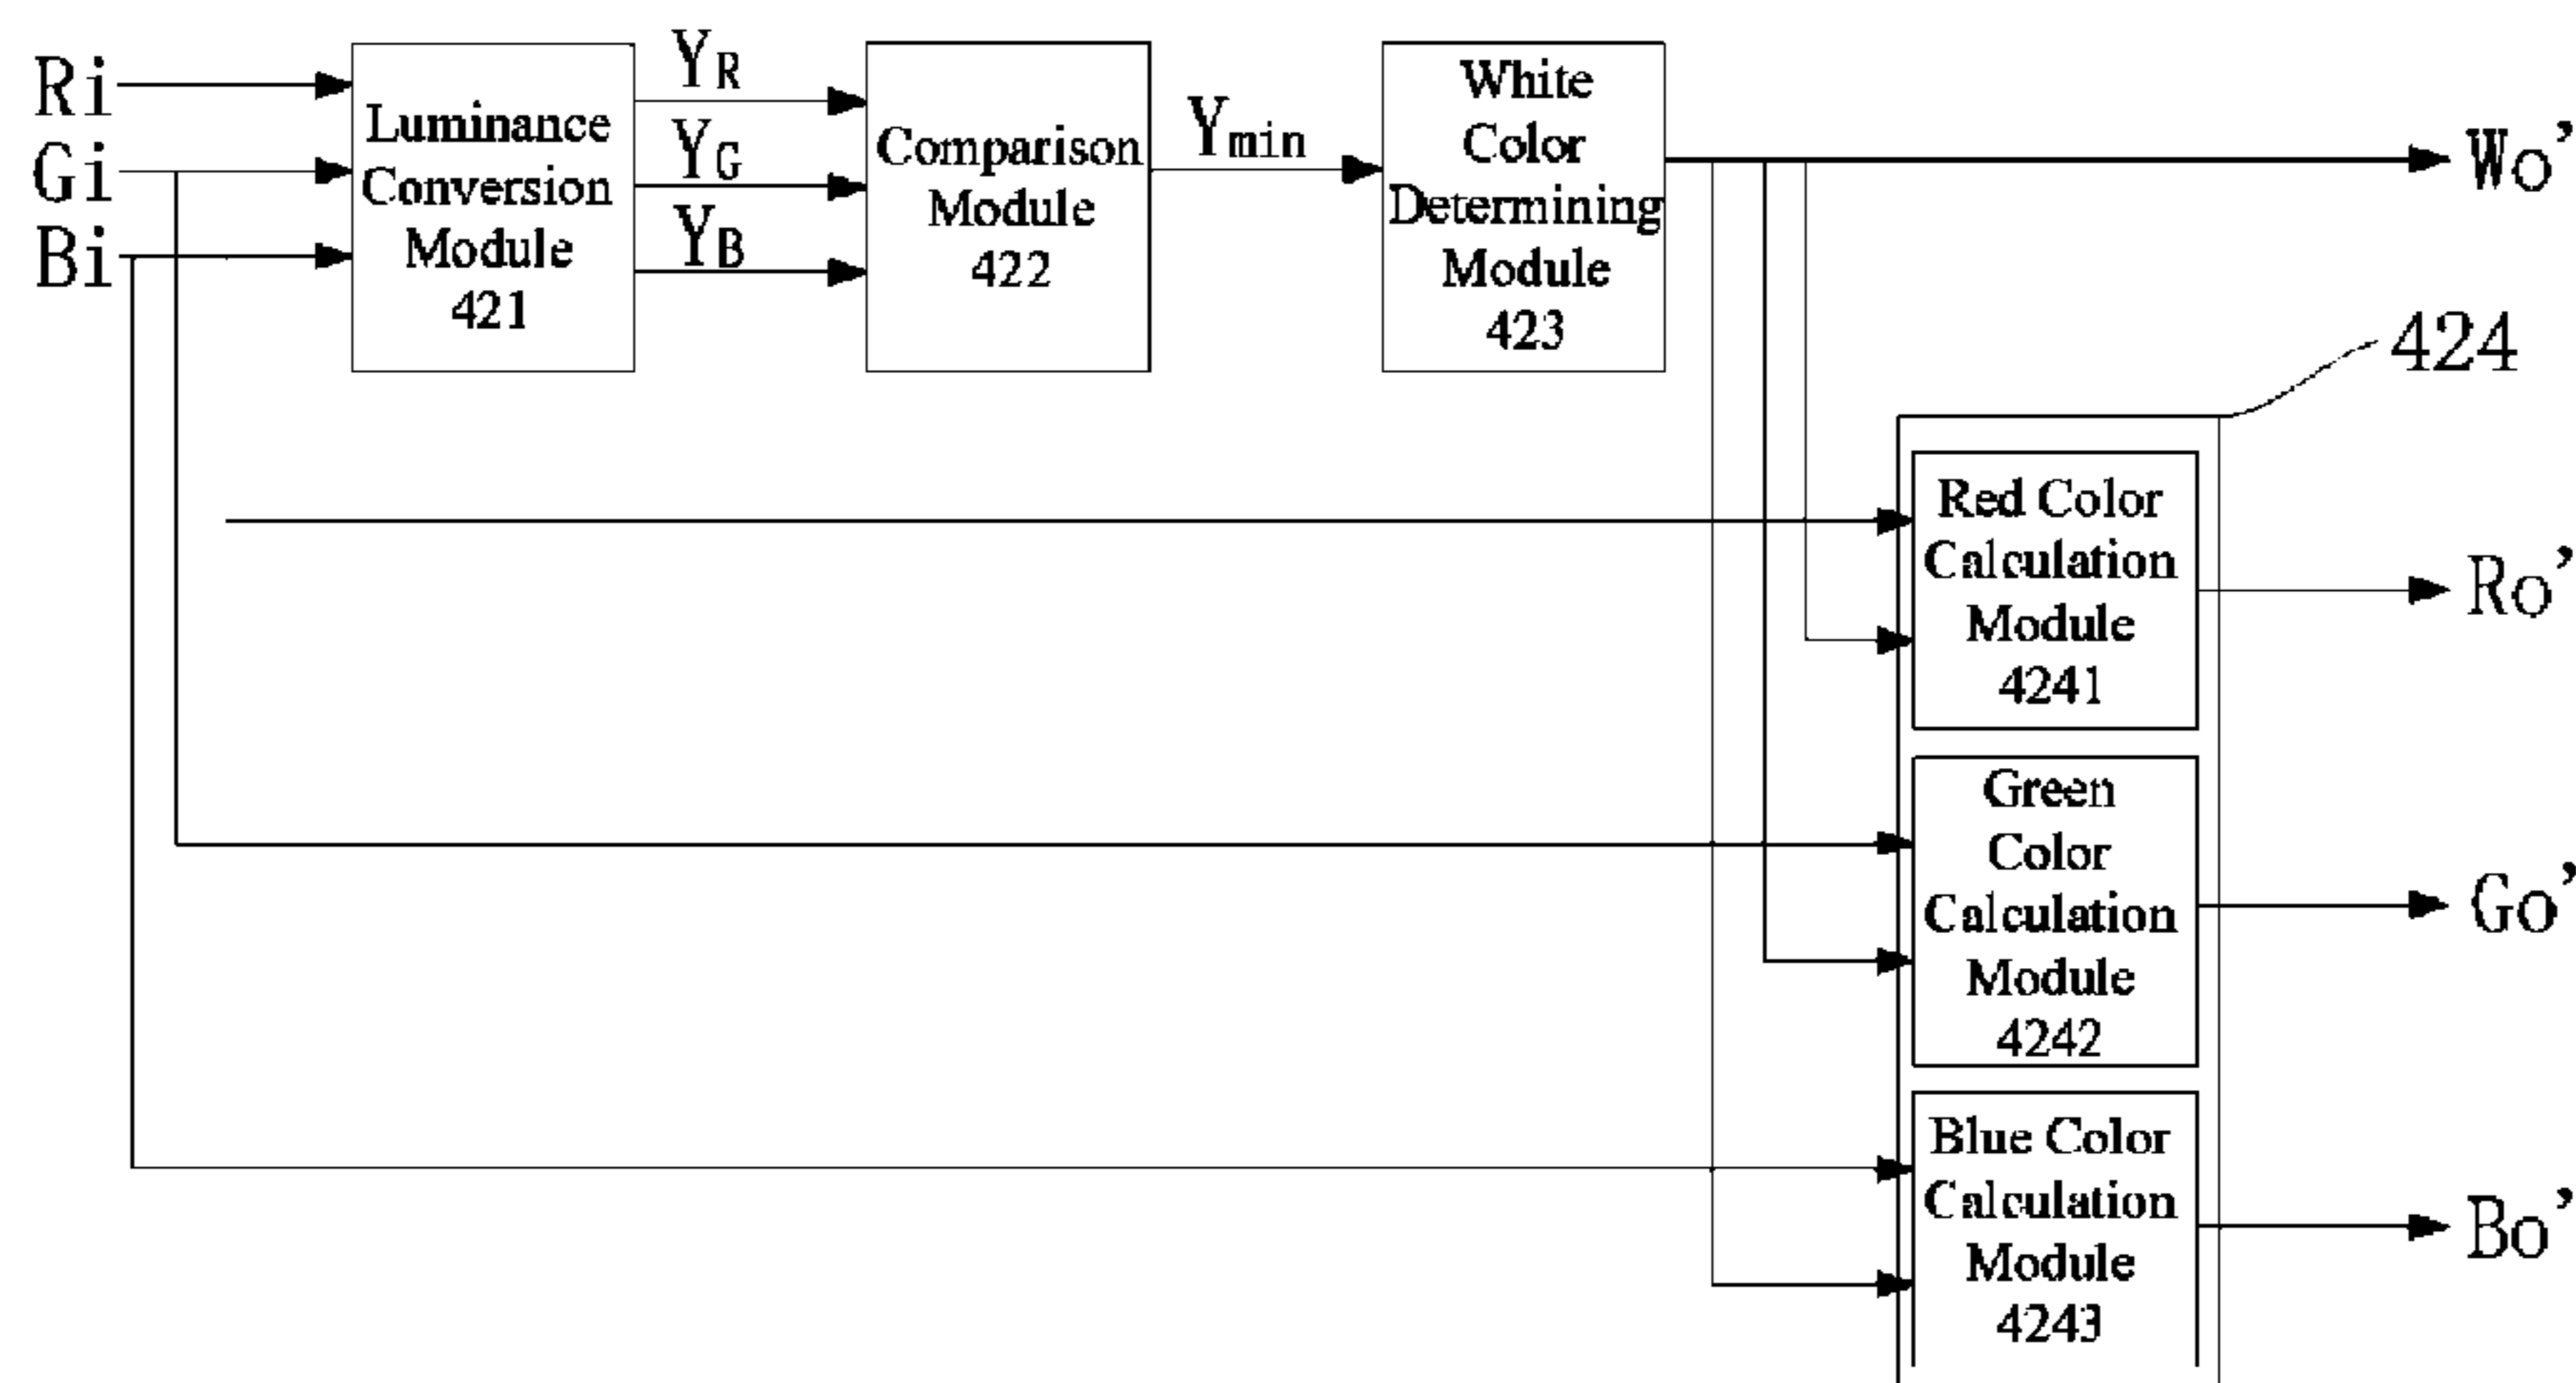 Ri
Gi
Bi
Luminance
Conversion
Module
421
YR
YG
YB
Comparison
Module
422
Ymin
White
Color
Determining
Module
423
Wo’
424
Red Color
Calculation
Module
4241
Ro’
Green
Color
Calculation
Module
4242
Go’
Blue Color
Calculation
Module
4243
Bo’